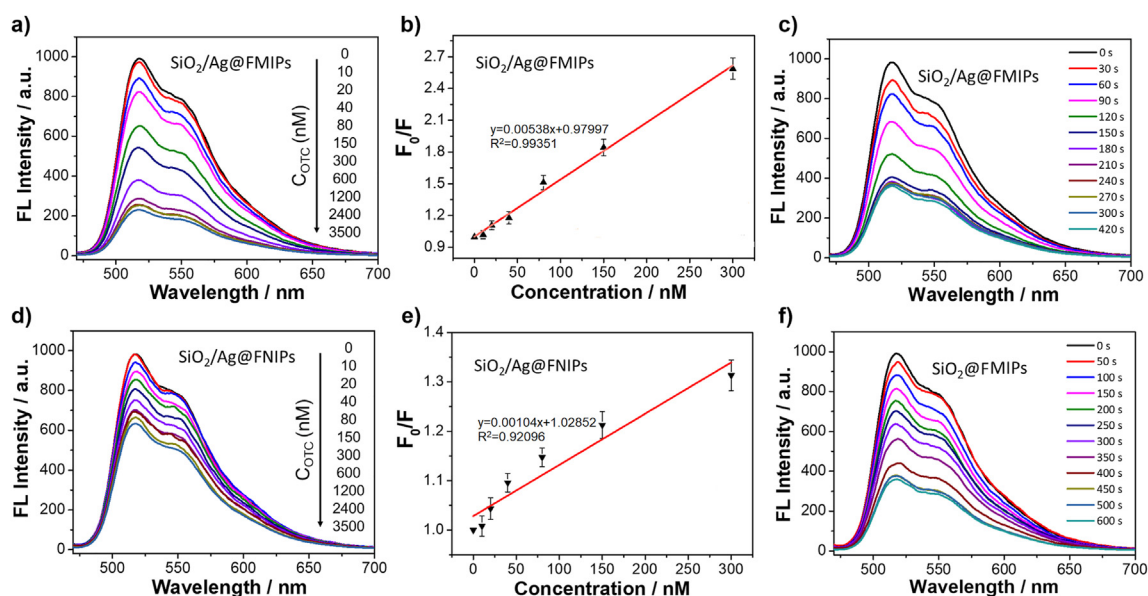 a)
SiO2/Ag@FMIPs
FL Intensity / a.u.
1000
800
600
400
200
0
500 550 600 650 700
Wavelength / nm
COTC (nM)
0
10
20
40
80
150
300
600
1200
2400
3500
b)
SiO2/Ag@FMIPs
F0/F
2.7
2.4
2.1
1.8
1.5
1.2
0.9
y=0.00538x+0.97997
R2=0.99351
0 50 100 150 200 250 300
Concentration / nM
c)
SiO2/Ag@FMIPs
FL Intensity / a.u.
1000
800
600
400
200
0
500 550 600 650 700
Wavelength / nm
0 s
30 s
60 s
90 s
120 s
150 s
180 s
210 s
240 s
270 s
300 s
420 s
d)
SiO2/Ag@FNIPs
FL Intensity / a.u.
1000
800
600
400
200
0
500 550 600 650 700
Wavelength / nm
COTC (nM)
0
10
20
40
80
150
300
600
1200
2400
3500
e)
SiO2/Ag@FNIPs
F0/F
1.4
1.3
1.2
1.1
1.0
y=0.00104x+1.02852
R2=0.92096
0 50 100 150 200 250 300
Concentration / nM
f)
SiO2@FMIPs
FL Intensity / a.u.
1000
800
600
400
200
0
500 550 600 650 700
Wavelength / nm
0 s
50 s
100 s
150 s
200 s
250 s
300 s
350 s
400 s
450 s
500 s
600 s